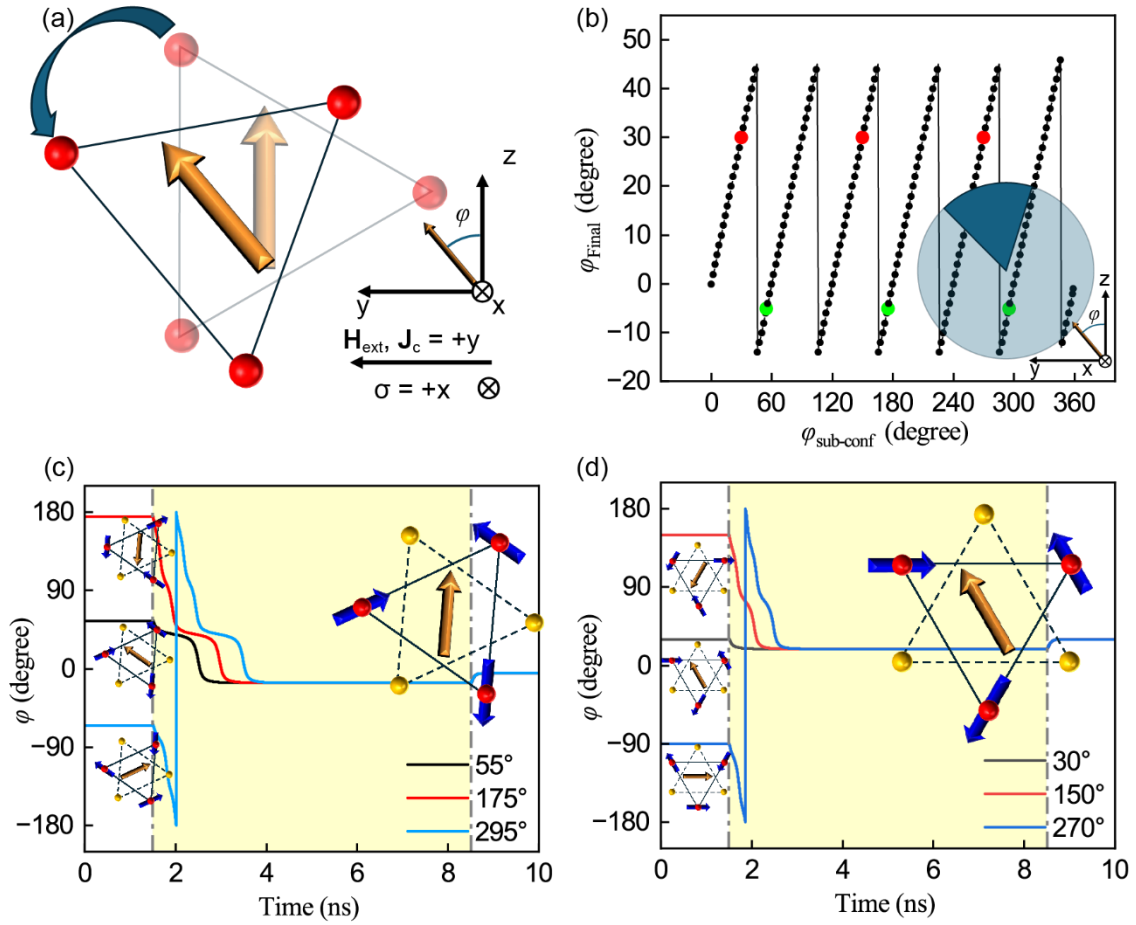 (a)
z
φ
y
x
H_ext, J_c = +y
σ = +x
(b)
φ_Final (degree)
50
40
30
20
10
0
−10
−20
0 60 120 180 240 300 360
φ_sub-conf (degree)
z
φ
y
x
(c)
φ (degree)
180
90
0
−90
−180
55°
175°
295°
0 2 4 6 8 10
Time (ns)
(d)
φ (degree)
180
90
0
−90
−180
30°
150°
270°
0 2 4 6 8 10
Time (ns)